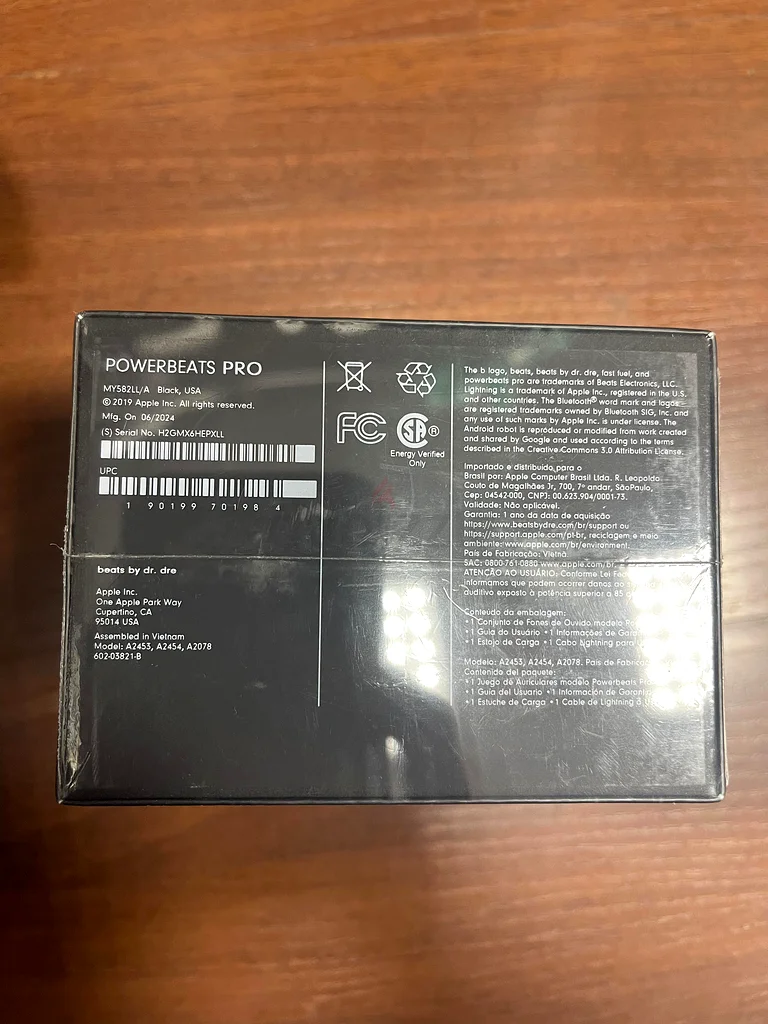 POWERBEATS PRO
MY582LL/A Black, USA
© 2019 Apple Inc. All rights reserved.
Mfg. On 06/2024
(S) Serial No. H2GMX6HEPXLL
UPC
1 90199 70198 4
beats by dr. dre
Apple Inc.
One Apple Park Way
Cupertino, CA
95014 USA
Assembled in Vietnam
Model: A2453, A2454, A2078
602-03821-B
FC
SA ®
Energy Verified
Only
The b logo, beats, beats by dr. dre, fast fuel, and
powerbeats pro are trademarks of Beats Electronics, LLC.
Lightning is a trademark of Apple Inc., registered in the U.S.
and other countries. The Bluetooth® word mark and logos
are registered trademarks owned by Bluetooth SIG, Inc. and
any use of such marks by Apple Inc. is under license. The
Android robot is reproduced or modified from work created
and shared by Google and used according to the terms
described in the Creative Commons 3.0 Attribution License.
Importado e distribuído para o
Brasil por: Apple Computer Brasil Ltda. R. Leopoldo
Couto de Magalhães Jr, 700, 7º andar, SãoPaulo,
Cep: 04542-000, CNPJ: 00.623.904/0001-73.
Validade: Não aplicável.
Garantia: 1 ano da data de aquisição
https://www.beatsbydre.com/br/support ou
https://support.apple.com/pt-br, reciclagem e meio
ambiente: www.apple.com/br/environment.
País de Fabricação: Vietnã.
SAC: 0800-761-0880 www.apple.com/br.
ATENÇÃO AO USUÁRIO: Conforme Lei
informamos que podem ocorrer danos ao
auditivo exposto à potência superior a 85
Conteúdo da embalagem:
• 1 Conjunto de Fones de Ouvido modelo
• 1 Guia do Usuário • 1 Informações de
• 1 Estojo de Carga • 1 Cabo Lightning para
Modelo: A2453, A2454, A2078. País de
Contenido del paquete:
• 1 Juego de Auriculares modelo Powerbeats
• 1 Guía del Usuario • 1 Información de
• 1 Estuche de Carga • 1 Cable de Lightning a